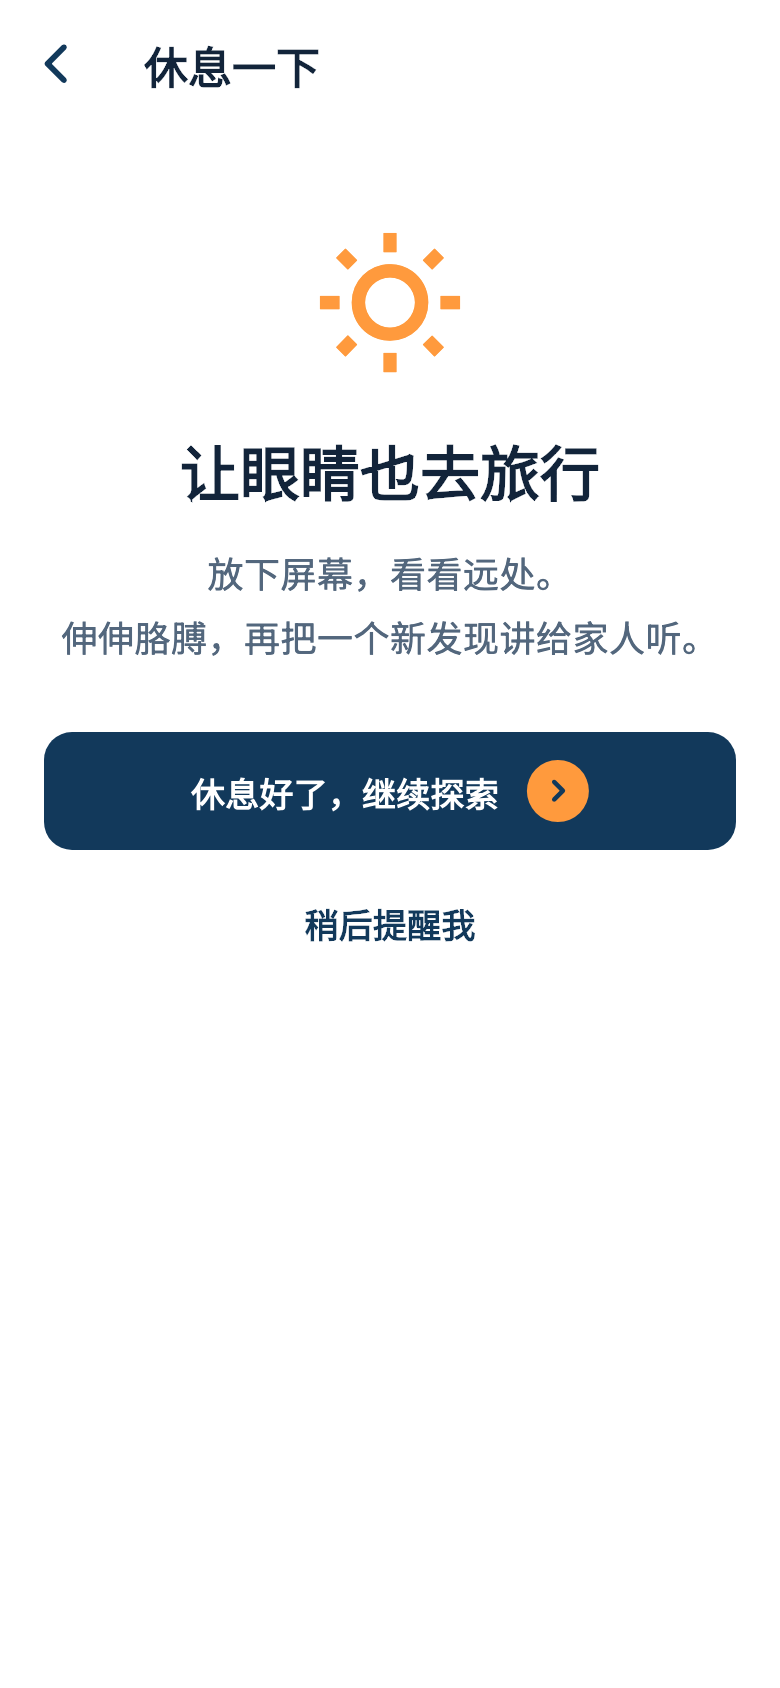 休息一下
让眼睛也去旅行
放下屏幕，看看远处。
伸伸胳膊，再把一个新发现讲给家人听。
休息好了，继续探索
稍后提醒我